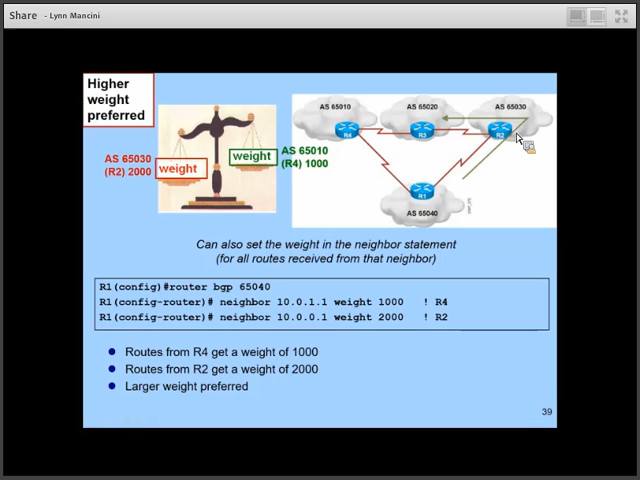 Share - Lynn Mancini
Higher
weight
preferred
AS 65030
(R2) 2000
weight
weight
AS 65010
(R4) 1000
AS 65010
AS 65020
AS 65030
R4
R3
R2
R1
AS 65040
Can also set the weight in the neighbor statement
(for all routes received from that neighbor)
R1(config)#router bgp 65040
R1(config-router)# neighbor 10.0.1.1 weight 1000 ! R4
R1(config-router)# neighbor 10.0.0.1 weight 2000 ! R2
● Routes from R4 get a weight of 1000
● Routes from R2 get a weight of 2000
● Larger weight preferred
39